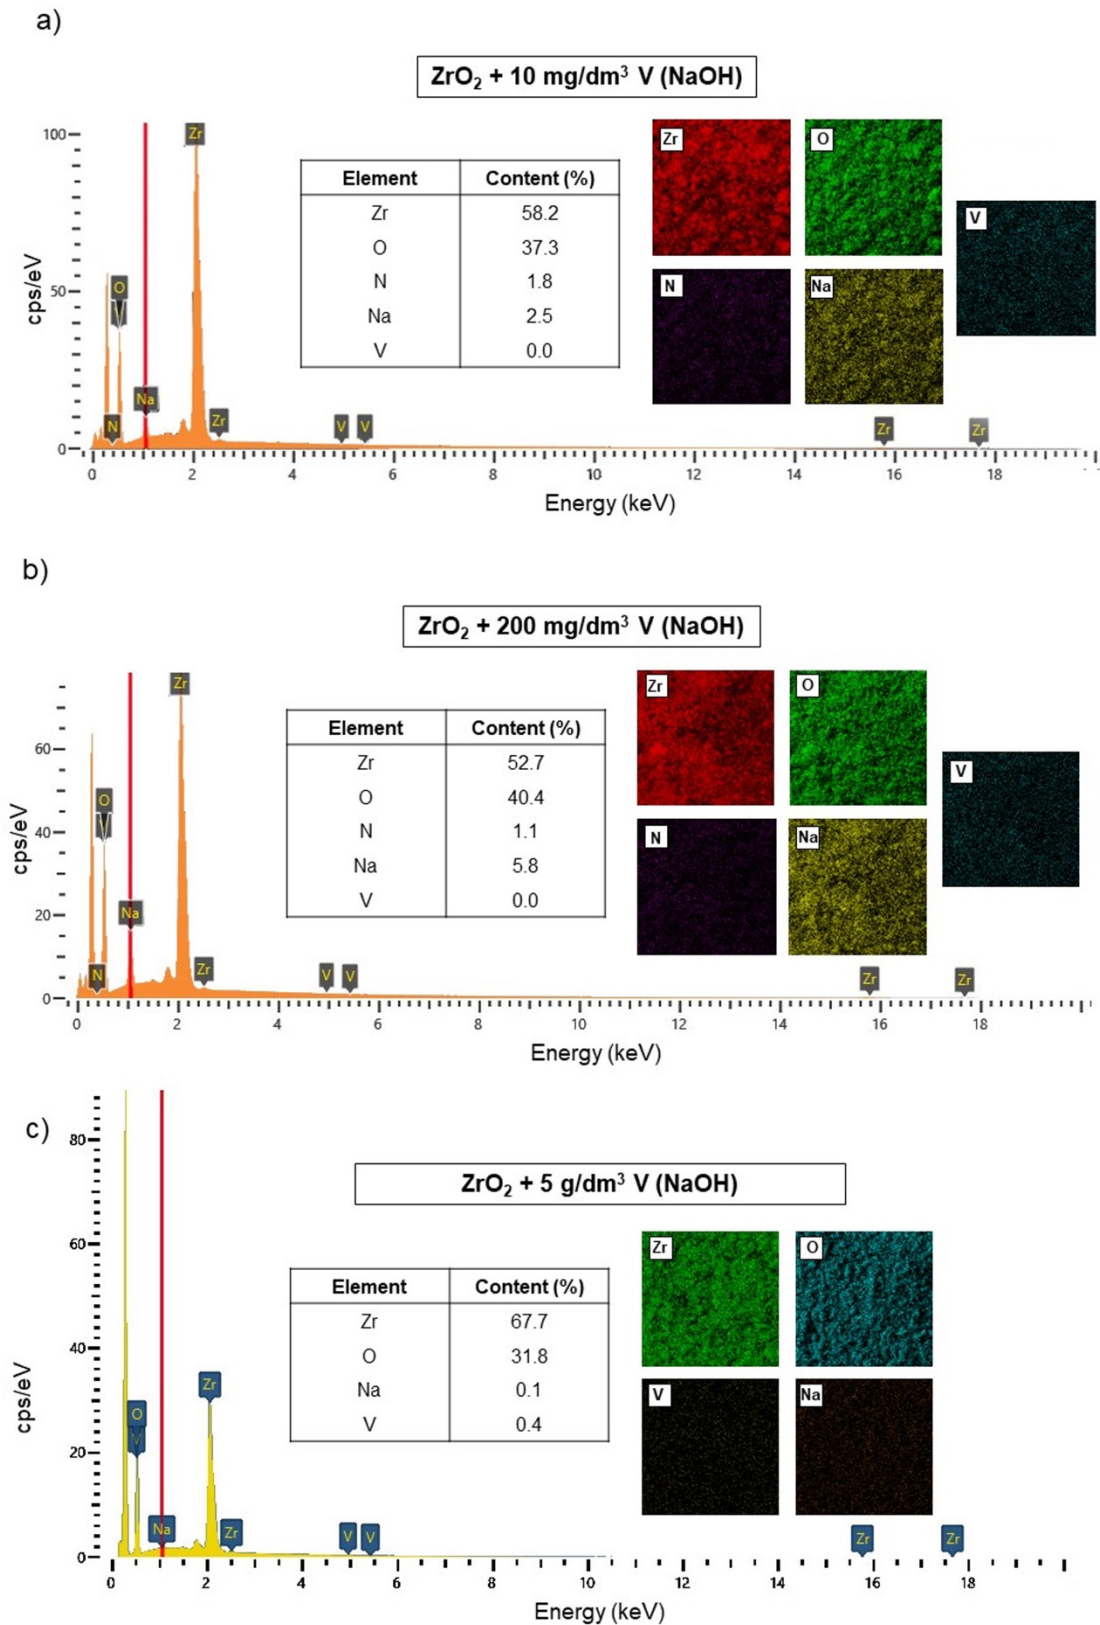 a)
ZrO2 + 10 mg/dm³ V (NaOH)
100
50
0
cps/eV
Zr
O
V
Na
N
Zr
V
V
Zr
Zr
Element Content (%)
Zr 58.2
O 37.3
N 1.8
Na 2.5
V 0.0
Zr
O
V
N
Na
0 2 4 6 8 10 12 14 16 18
Energy (keV)
b)
ZrO2 + 200 mg/dm³ V (NaOH)
60
40
20
0
cps/eV
Zr
O
V
Na
N
Zr
V
V
Zr
Zr
Element Content (%)
Zr 52.7
O 40.4
N 1.1
Na 5.8
V 0.0
Zr
O
V
N
Na
0 2 4 6 8 10 12 14 16 18
Energy (keV)
c)
ZrO2 + 5 g/dm³ V (NaOH)
80
60
40
20
0
cps/eV
Zr
O
V
Na
Zr
V
V
Zr
Zr
Element Content (%)
Zr 67.7
O 31.8
Na 0.1
V 0.4
Zr
O
V
Na
0 2 4 6 8 10 12 14 16 18
Energy (keV)